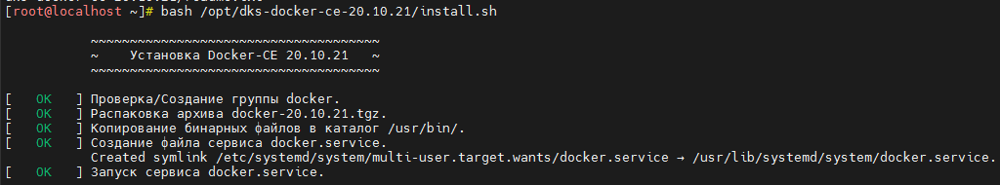 [root@localhost ~]# bash /opt/dks-docker-ce-20.10.21/install.sh
~~~~~~~~~~~~~~~~~~~~~~~~~~~~~~~~~~~~~
~    Установка Docker-CE 20.10.21   ~
~~~~~~~~~~~~~~~~~~~~~~~~~~~~~~~~~~~~~
[   OK   ] Проверка/Создание группы docker.
[   OK   ] Распаковка архива docker-20.10.21.tgz.
[   OK   ] Копирование бинарных файлов в каталог /usr/bin/.
[   OK   ] Создание файла сервиса docker.service.
Created symlink /etc/systemd/system/multi-user.target.wants/docker.service → /usr/lib/systemd/system/docker.service.
[   OK   ] Запуск сервиса docker.service.